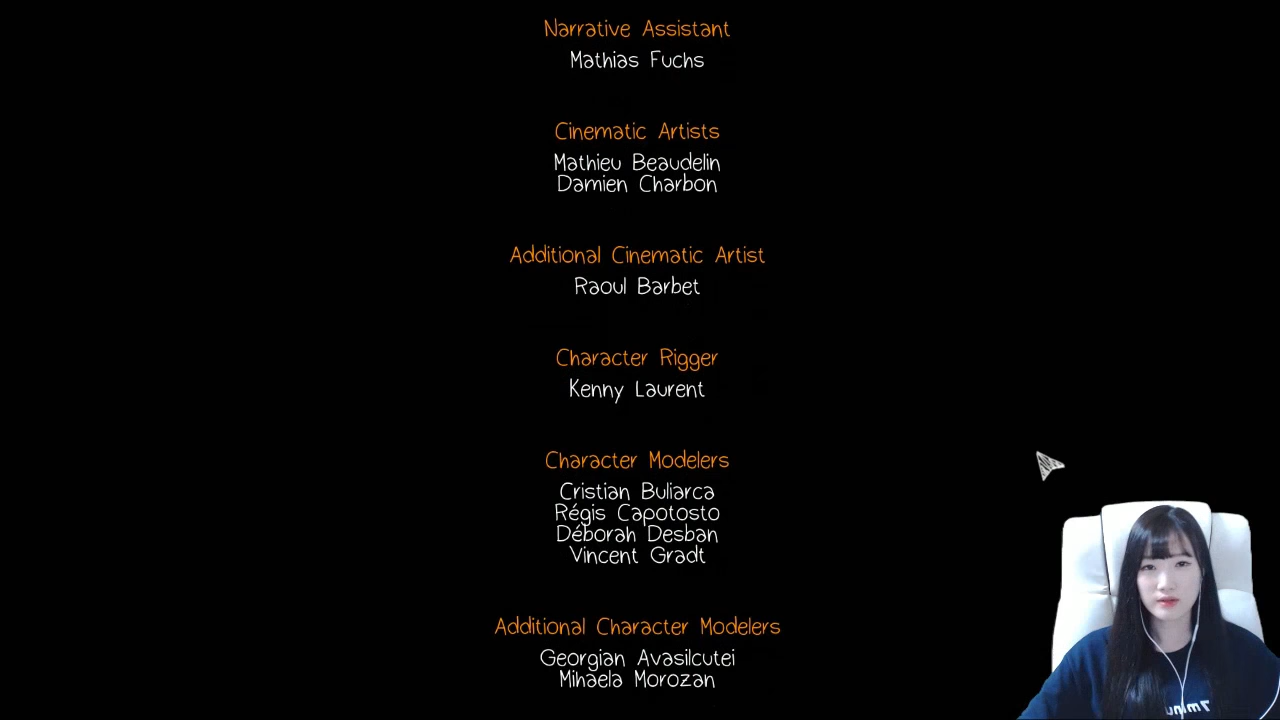 Narrative Assistant
Mathias Fuchs
Cinematic Artists
Mathieu Beaudelin
Damien Charbon
Additional Cinematic Artist
Raoul Barbet
Character Rigger
Kenny Laurent
Character Modelers
Cristian Buliarca
Régis Capotosto
Déborah Desban
Vincent Gradt
Additional Character Modelers
Georgian Avasilcutei
Mihaela Morozan